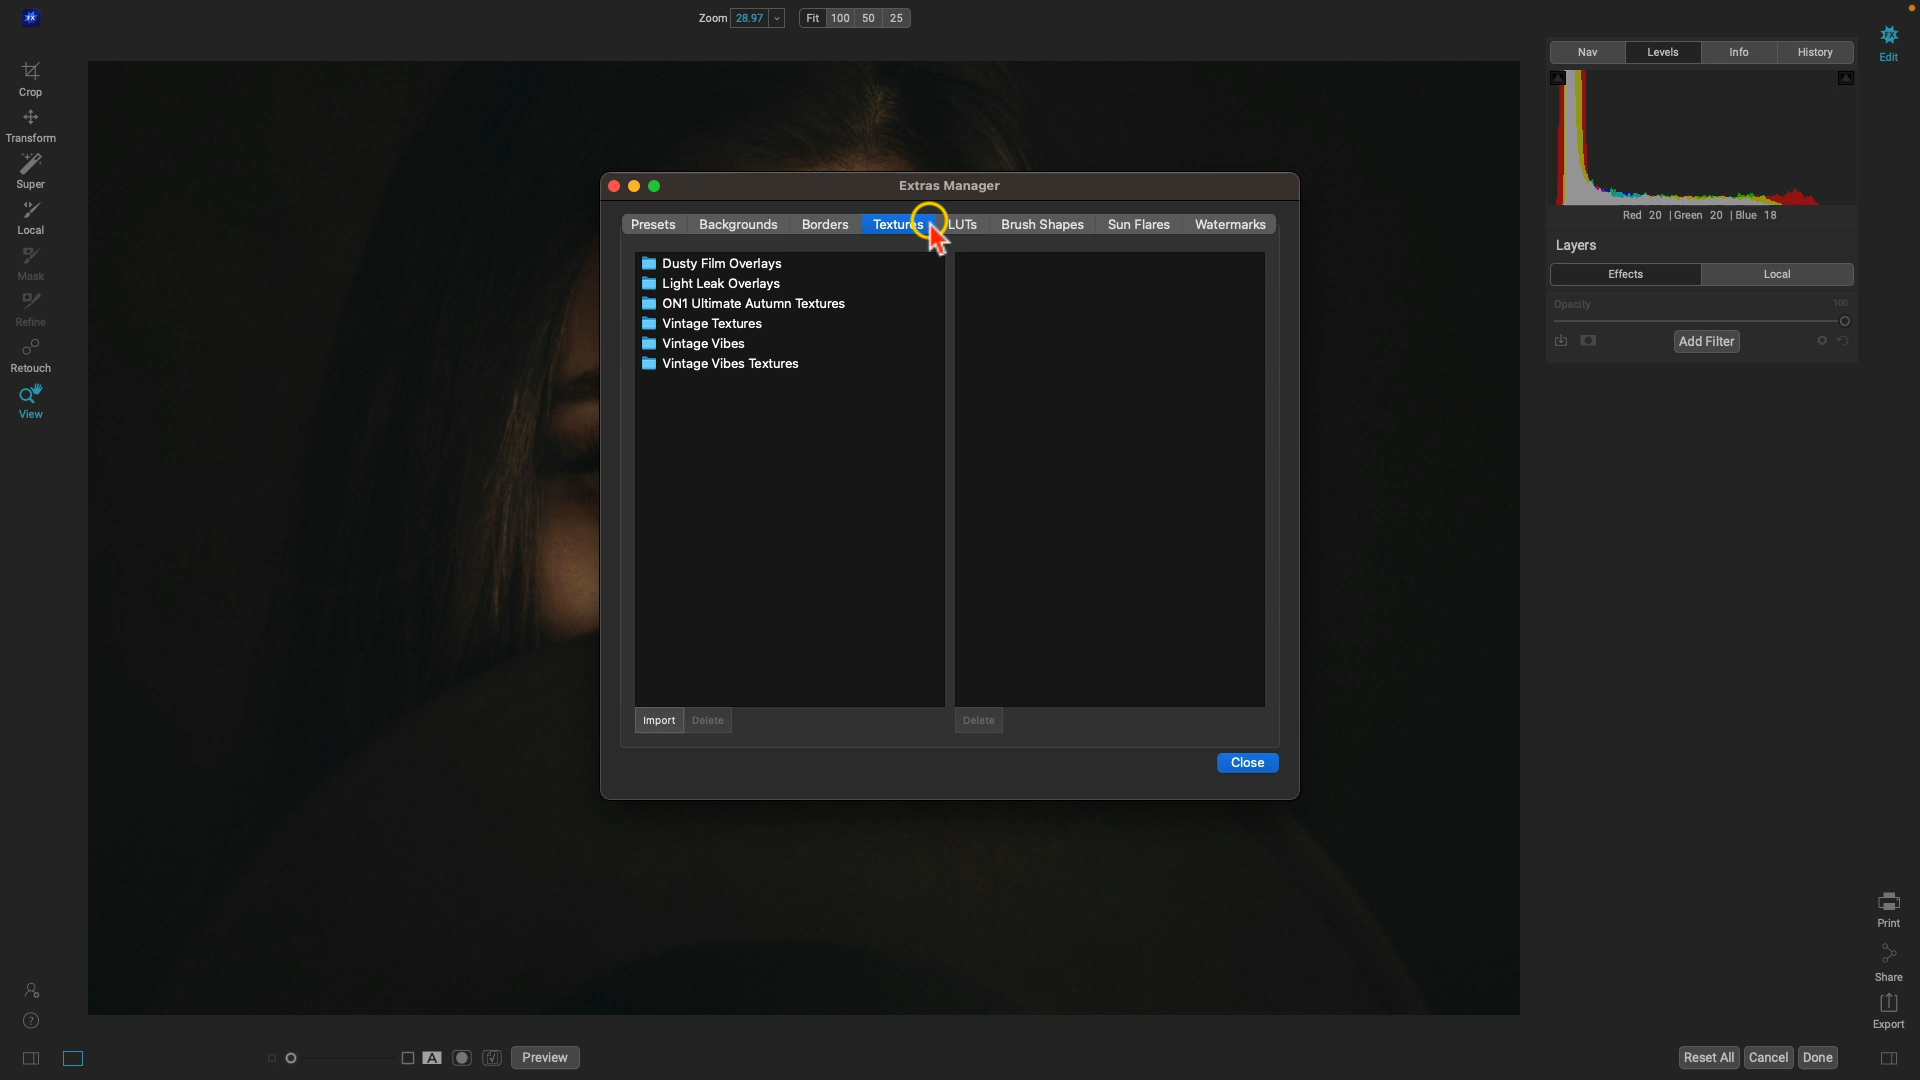 Zoom 28.97 Fit 100 50 25
Edit
Nav Levels Info History
Crop
Transform
Super
Local
Mask
Refine
Retouch
View
Extras Manager
Presets Backgrounds Borders Textures LUTs Brush Shapes Sun Flares Watermarks
Dusty Film Overlays
Light Leak Overlays
ON1 Ultimate Autumn Textures
Vintage Textures
Vintage Vibes
Vintage Vibes Textures
Import Delete Delete
Close
Red 20 | Green 20 | Blue 18
Layers
Effects Local
Opacity 100
Add Filter
Print
Share
Export
A Preview
Reset All Cancel Done